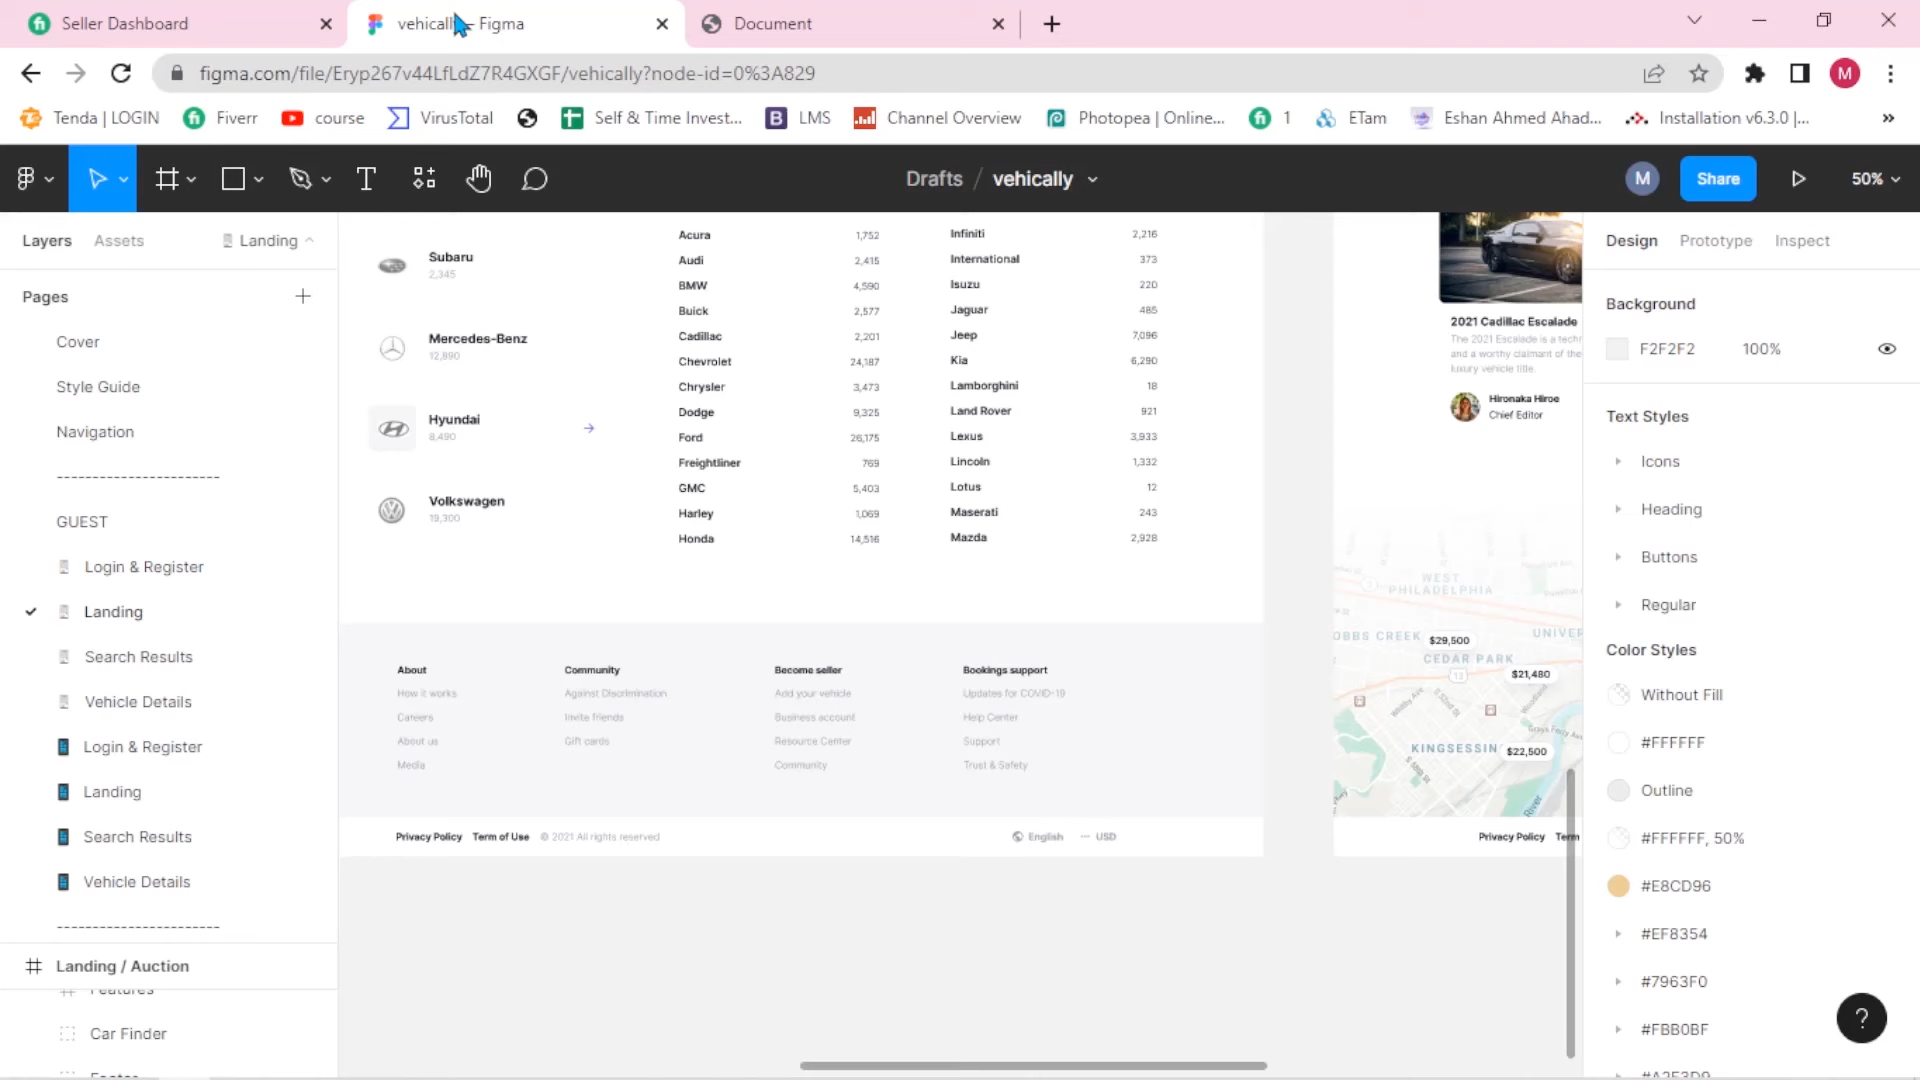 Seller Dashboard
vehically – Figma
Document
figma.com/file/Eryp267v44LfLdZ7R4GXGF/vehically?node-id=0%3A829
M
Tenda | LOGIN
Fiverr
course
VirusTotal
Self & Time Invest...
B LMS
Channel Overview
Photopea | Online...
1
ETam
Eshan Ahmed Ahad...
Installation v6.3.0 |...
»
Drafts / vehically
M
Share
50%
Layers
Assets
Landing
Pages
Cover
Style Guide
Navigation
-----------------------
GUEST
Login & Register
Landing
Search Results
Vehicle Details
Login & Register
Landing
Search Results
Vehicle Details
-----------------------
Landing / Auction
Features
Car Finder
Footer
Subaru
2,345
Mercedes-Benz
12,890
Hyundai
8,490
Volkswagen
19,300
Acura 1,752
Audi 2,415
BMW 4,590
Buick 2,577
Cadillac 2,201
Chevrolet 24,187
Chrysler 3,473
Dodge 9,325
Ford 26,175
Freightliner 769
GMC 5,403
Harley 1,069
Honda 14,516
Infiniti 2,216
International 373
Isuzu 220
Jaguar 485
Jeep 7,096
Kia 6,290
Lamborghini 18
Land Rover 921
Lexus 3,933
Lincoln 1,332
Lotus 12
Maserati 243
Mazda 2,928
About
How it works
Careers
About us
Media
Community
Against Discrimination
Invite friends
Gift cards
Become seller
Add your vehicle
Business account
Resource Center
Community
Bookings support
Updates for COVID-19
Help Center
Support
Trust & Safety
Privacy Policy Term of Use © 2021 All rights reserved
English
USD
2021 Cadillac Escalade
The 2021 Escalade is a techn
and a worthy claimant of the
luxury vehicle title.
Hironaka Hiroe
Chief Editor
WEST
PHILADELPHIA
OBBS CREEK
$29,500
UNIVER
CEDAR PARK
13
$21,480
KINGSESSIN
$22,500
S 58th St
River
Privacy Policy Term
Design
Prototype
Inspect
Background
F2F2F2 100%
Text Styles
Icons
Heading
Buttons
Regular
Color Styles
Without Fill
#FFFFFF
Outline
#FFFFFF, 50%
#E8CD96
#EF8354
#7963F0
#FBB0BF
?